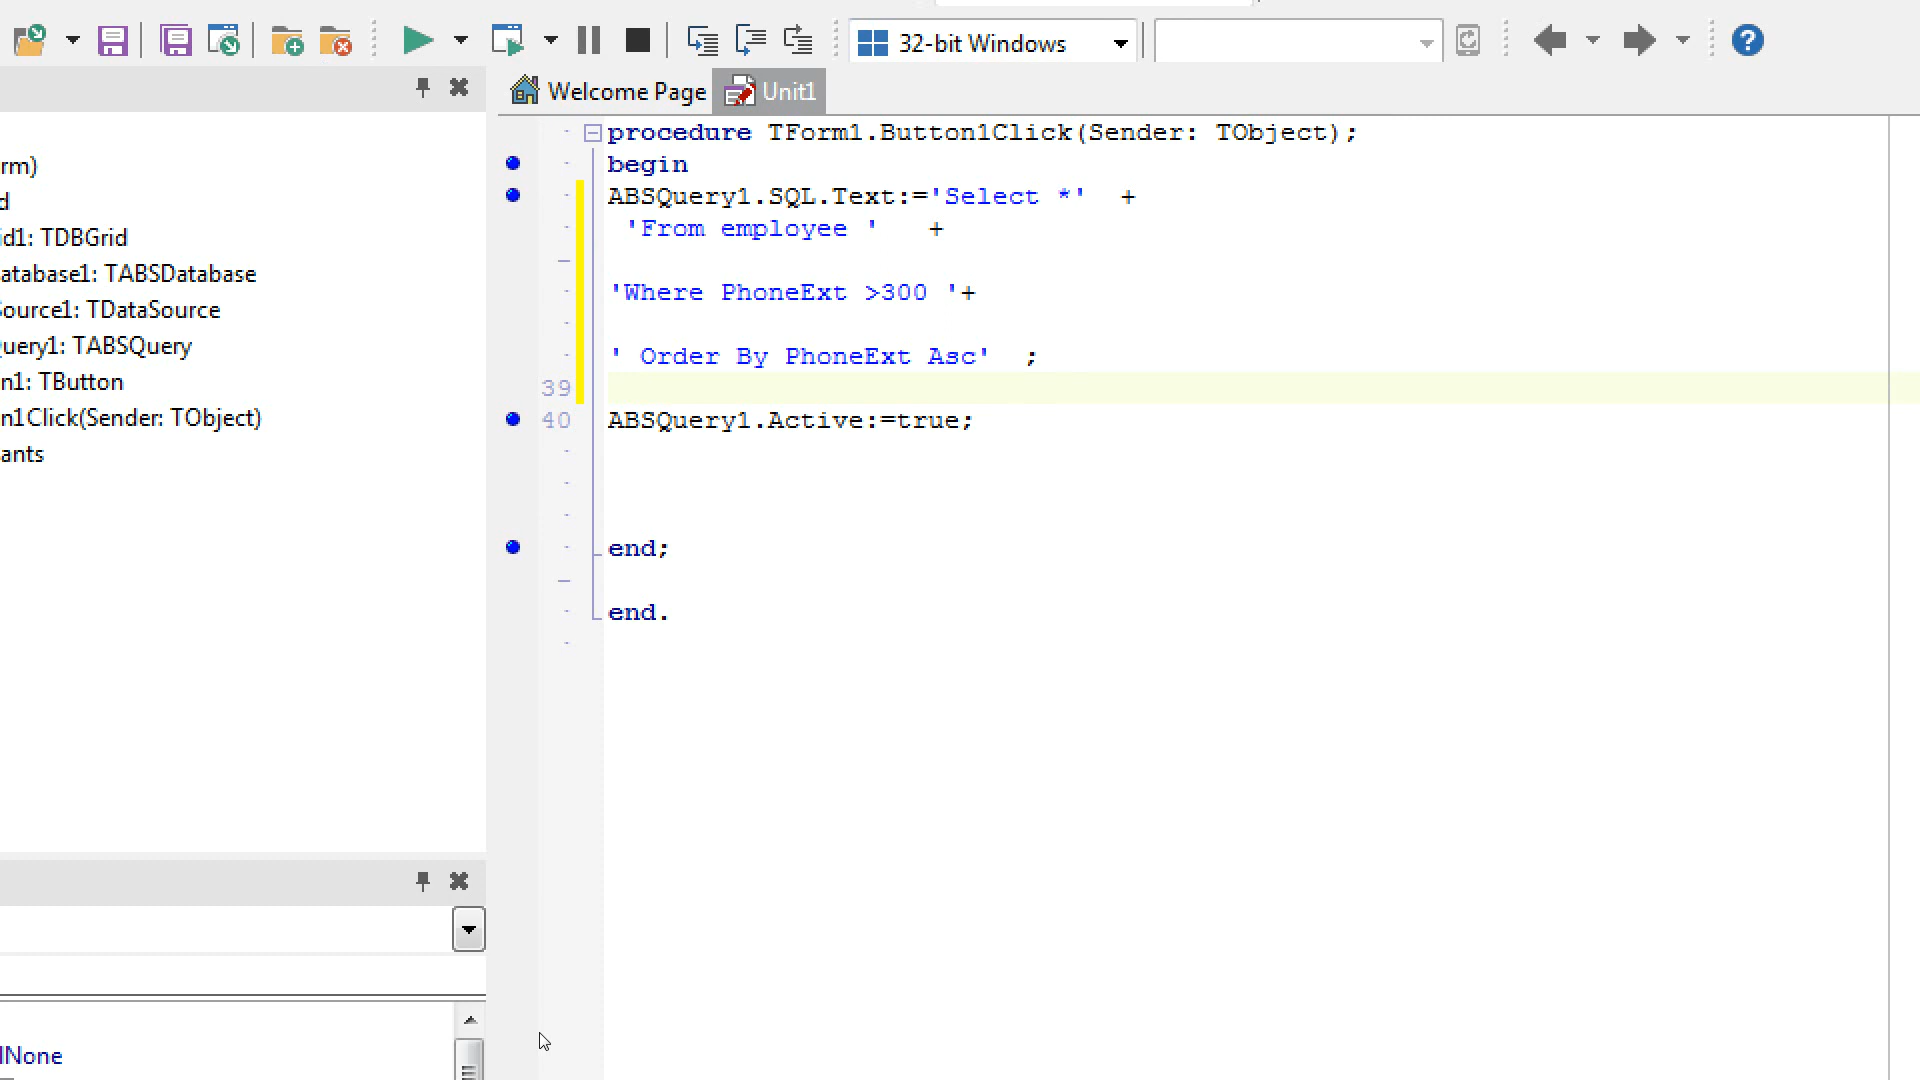 32-bit Windows
Welcome Page
Unit1
rm)
d
id1: TDBGrid
atabase1: TABSDatabase
Source1: TDataSource
Query1: TABSQuery
n1: TButton
n1Click(Sender: TObject)
ants
lNone
procedure TForm1.Button1Click(Sender: TObject);
begin
ABSQuery1.SQL.Text:='Select *'  +
'From employee '   +
'Where PhoneExt >300 '+
' Order By PhoneExt Asc'  ;
39
40 ABSQuery1.Active:=true;
end;
end.